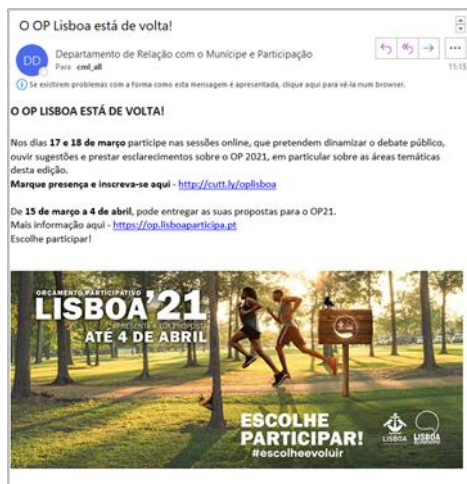 O OP Lisboa está de volta!
DD
Departamento de Relação com o Munícipe e Participação
Para cml_all
11:15
Se existirem problemas com a forma como esta mensagem é apresentada, clique aqui para vê-la num browser.
O OP LISBOA ESTÁ DE VOLTA!
Nos dias 17 e 18 de março participe nas sessões online, que pretendem dinamizar o debate público,
ouvir sugestões e prestar esclarecimentos sobre o OP 2021, em particular sobre as áreas temáticas
desta edição.
Marque presença e inscreva-se aqui - http://cutt.ly/oplisboa
De 15 de março a 4 de abril, pode entregar as suas propostas para o OP21.
Mais informação aqui - https://op.lisboaparticipa.pt
Escolhe participar!
ORÇAMENTO PARTICIPATIVO
LISBOA'21
APRESENTA A TUA PROPOSTA
ATÉ 4 DE ABRIL
ESCOLHE
PARTICIPAR!
#escolheevoluir
LISBOA
LISBOA